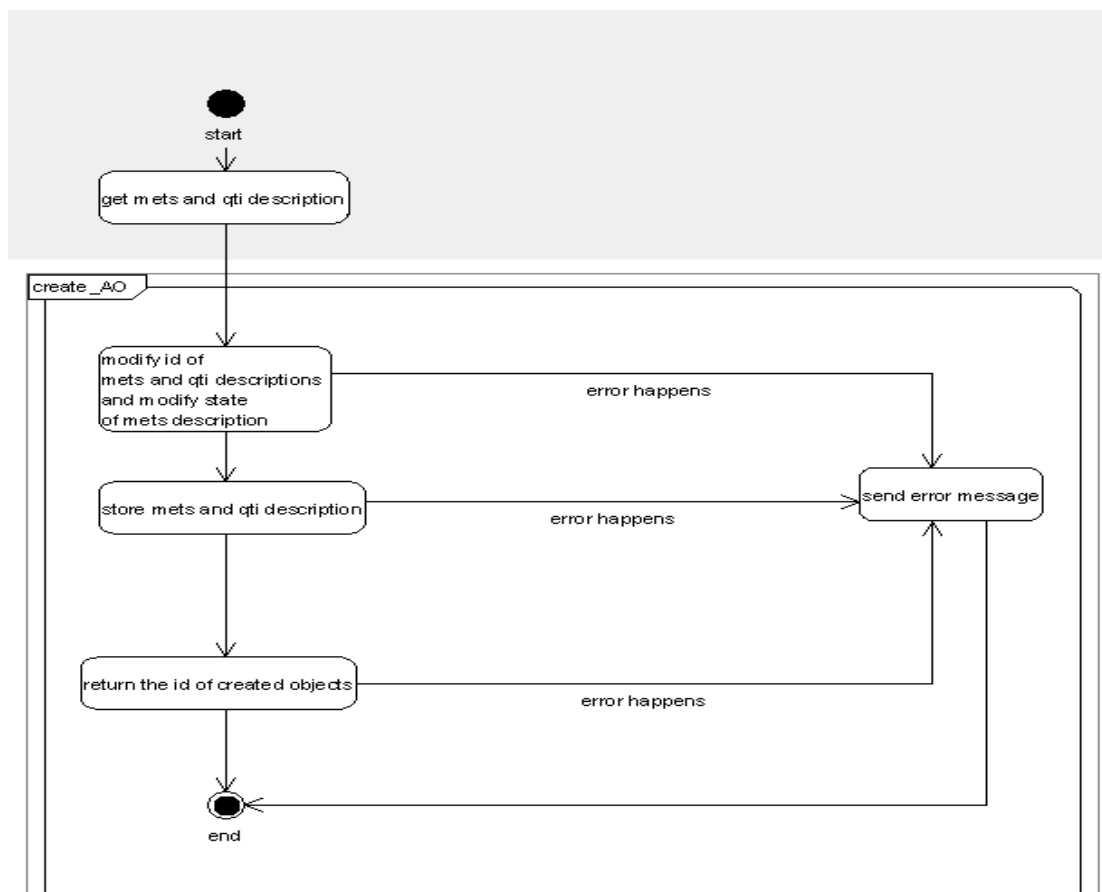 start
get mets and qti description
create_AO
modify id of
mets and qti descriptions
and modify state
of mets description
error happens
send error message
store mets and qti description
error happens
return the id of created objects
error happens
end